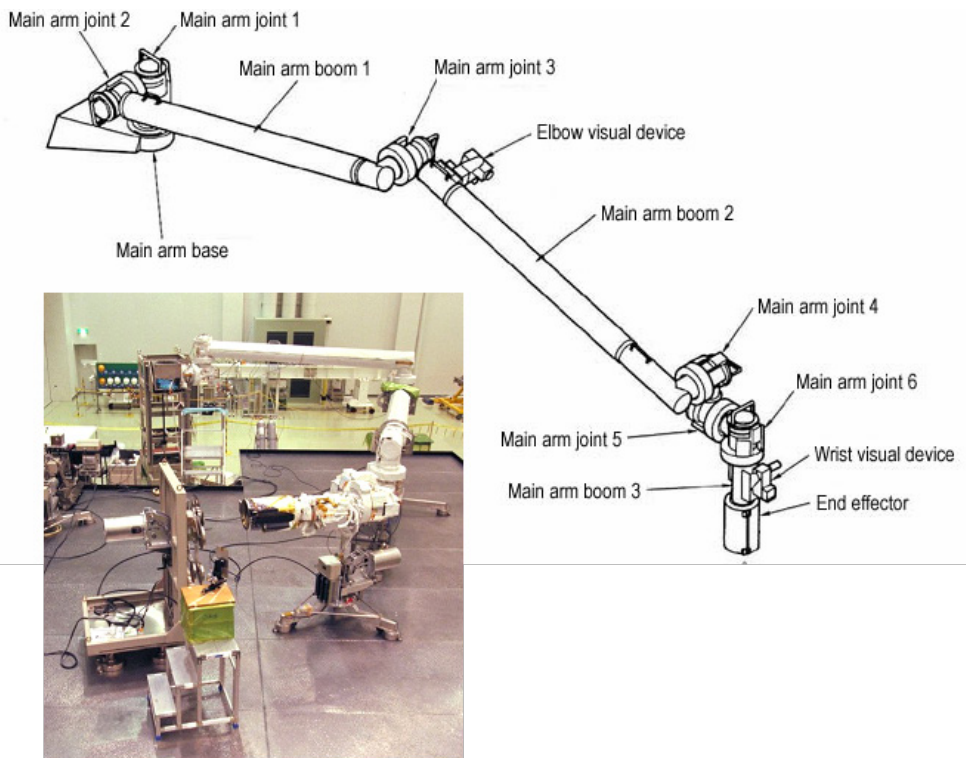 Main arm joint 2
Main arm joint 1
Main arm boom 1
Main arm joint 3
Elbow visual device
Main arm boom 2
Main arm base
Main arm joint 4
Main arm joint 6
Main arm joint 5
Wrist visual device
Main arm boom 3
End effector